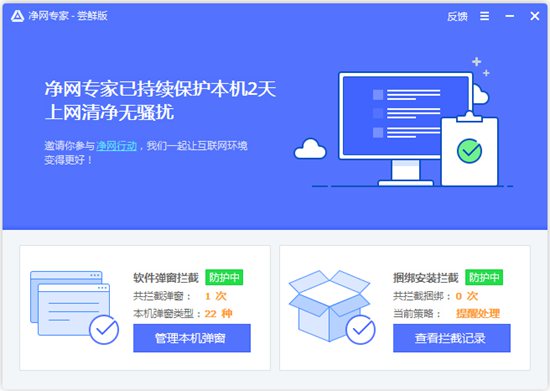 净网专家 - 尝鲜版
反馈
净网专家已持续保护本机2天
上网清净无骚扰
邀请你参与 净网行动，我们一起让互联网环境
变得更好！
软件弹窗拦截 防护中
共拦截弹窗： 1 次
本机弹窗类型：22 种
管理本机弹窗
捆绑安装拦截 防护中
共拦截捆绑：0 次
当前策略： 提醒处理
查看拦截记录